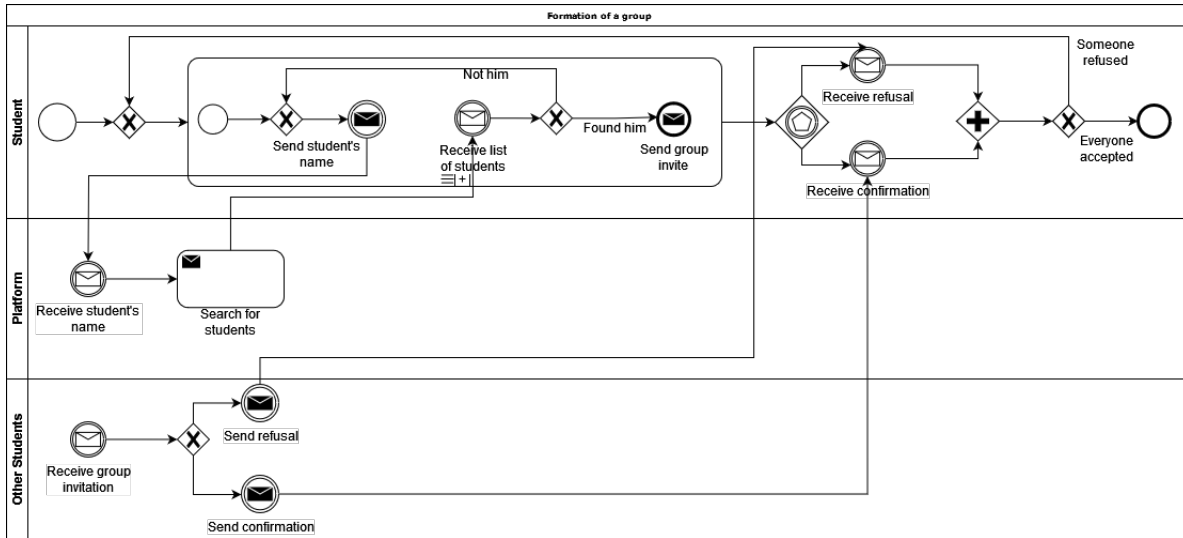 Formation of a group
Student
Someone
refused
Not him
Found him
Send student's
name
Receive list
of students
Send group
invite
Receive refusal
Receive confirmation
Everyone
accepted
Platform
Receive student's
name
Search for
students
Other Students
Receive group
invitation
Send refusal
Send confirmation